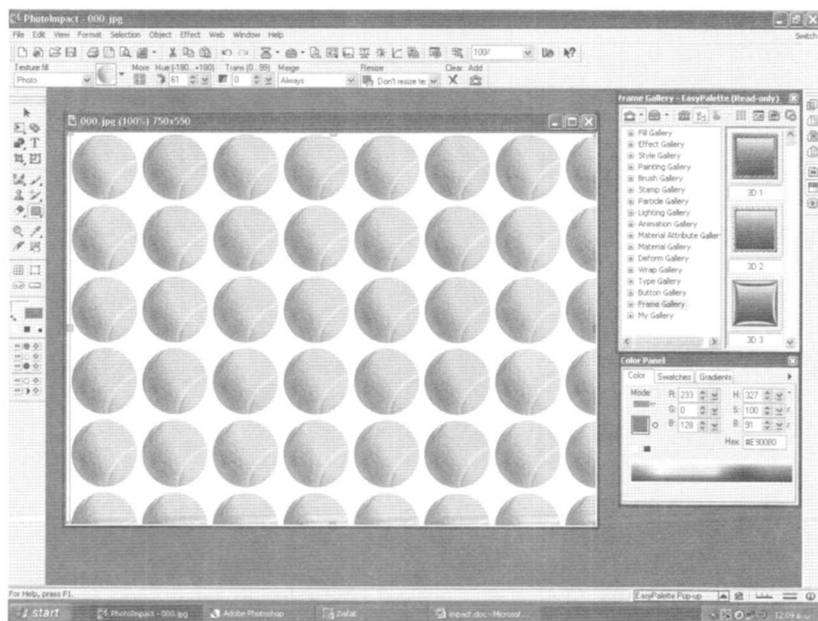 PhotoImpact - 000.jpg
File Edit View Format Selection Object Effect Web Window Help
Switch
100/
Texture fill More Hue(-180...+180) Trans (0...99) Merge Resize Clear Add
Photo 61 0 Always Don't resize te
000.jpg (100%) 750x550
Frame Gallery - EasyPalette (Read-only)
Fill Gallery
Effect Gallery
Style Gallery
Painting Gallery
Brush Gallery
Stamp Gallery
Particle Gallery
Lighting Gallery
Animation Gallery
Material Attribute Galler
Material Gallery
Deform Gallery
Wrap Gallery
Type Gallery
Button Gallery
Frame Gallery
My Gallery
3D 1
3D 2
3D 3
Color Panel
Color Swatches Gradients
Mode:
R: 233 H: 327
G: 0 S: 100
B: 128 B: 91
Hex: #E90080
For Help, press F1.
EasyPalette Pop-up
start PhotoImpact - 000.jpg Adobe Photoshop impact.doc - Microsof...